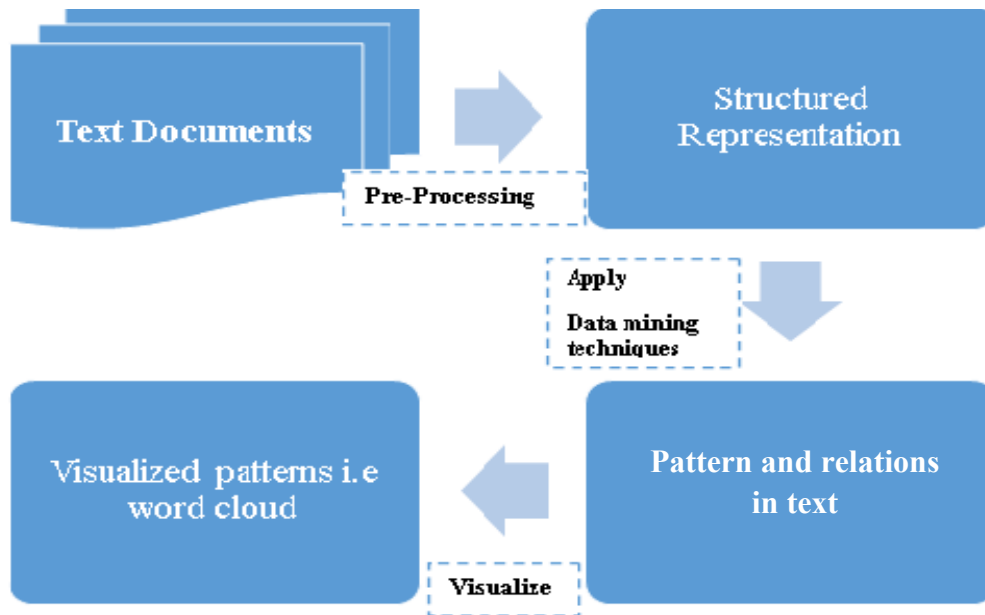 Text Documents
Pre-Processing
Structured
Representation
Apply
Data mining
techniques
Pattern and relations
in text
Visualize
Visualized patterns i.e
word cloud